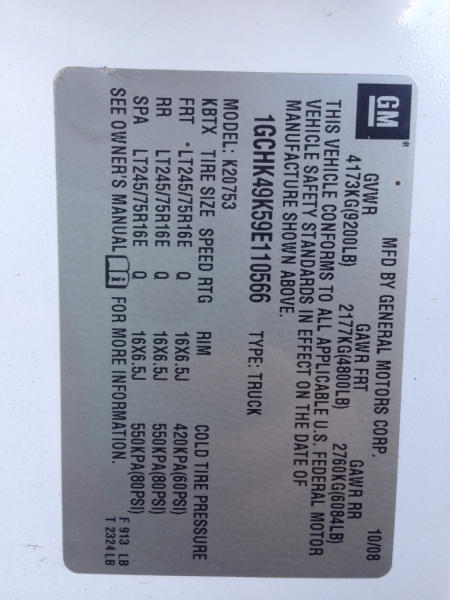 GM
MFD BY GENERAL MOTORS CORP. 10/08
GVWR GAWR FRT GAWR RR
4173KG(9200LB) 2177KG(4800LB) 2760KG(6084LB)
THIS VEHICLE CONFORMS TO ALL APPLICABLE U.S. FEDERAL MOTOR
VEHICLE SAFETY STANDARDS IN EFFECT ON THE DATE OF
MANUFACTURE SHOWN ABOVE.
1GCHK49K59E110566 TYPE: TRUCK
MODEL: K20753
KBTX TIRE SIZE SPEED RTG RIM COLD TIRE PRESSURE
FRT *LT245/75R16E Q 16X6.5J 420KPA(60PSI)
RR LT245/75R16E Q 16X6.5J 550KPA(80PSI)
SPA LT245/75R16E Q 16X6.5J 550KPA(80PSI)
SEE OWNER'S MANUAL i FOR MORE INFORMATION.
F 913 LB
T 2324 LB